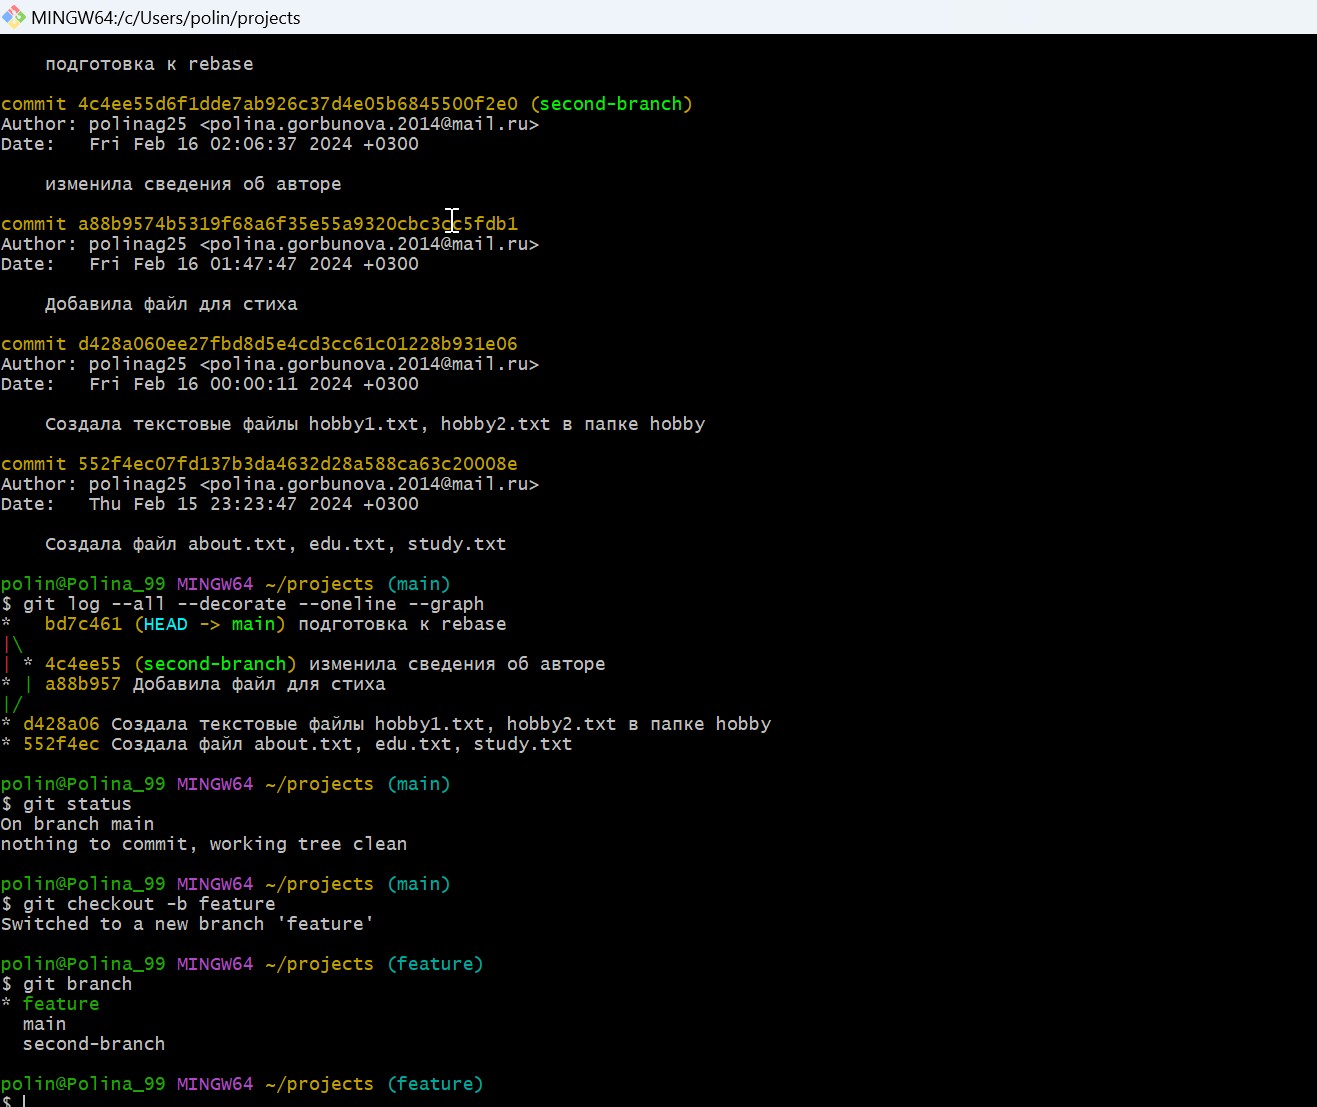 MINGW64:/c/Users/polin/projects
подготовка к rebase
commit 4c4ee55d6f1dde7ab926c37d4e05b6845500f2e0 (second-branch)
Author: polinag25 <polina.gorbunova.2014@mail.ru>
Date:   Fri Feb 16 02:06:37 2024 +0300
изменила сведения об авторе
commit a88b9574b5319f68a6f35e55a9320cbc3cc5fdb1
Author: polinag25 <polina.gorbunova.2014@mail.ru>
Date:   Fri Feb 16 01:47:47 2024 +0300
Добавила файл для стиха
commit d428a060ee27fbd8d5e4cd3cc61c01228b931e06
Author: polinag25 <polina.gorbunova.2014@mail.ru>
Date:   Fri Feb 16 00:00:11 2024 +0300
Создала текстовые файлы hobby1.txt, hobby2.txt в папке hobby
commit 552f4ec07fd137b3da4632d28a588ca63c20008e
Author: polinag25 <polina.gorbunova.2014@mail.ru>
Date:   Thu Feb 15 23:23:47 2024 +0300
Создала файл about.txt, edu.txt, study.txt
polin@Polina_99 MINGW64 ~/projects (main)
$ git log --all --decorate --oneline --graph
*   bd7c461 (HEAD -> main) подготовка к rebase
|\
| * 4c4ee55 (second-branch) изменила сведения об авторе
* | a88b957 Добавила файл для стиха
|/
* d428a06 Создала текстовые файлы hobby1.txt, hobby2.txt в папке hobby
* 552f4ec Создала файл about.txt, edu.txt, study.txt
polin@Polina_99 MINGW64 ~/projects (main)
$ git status
On branch main
nothing to commit, working tree clean
polin@Polina_99 MINGW64 ~/projects (main)
$ git checkout -b feature
Switched to a new branch 'feature'
polin@Polina_99 MINGW64 ~/projects (feature)
$ git branch
* feature
  main
  second-branch
polin@Polina_99 MINGW64 ~/projects (feature)
$